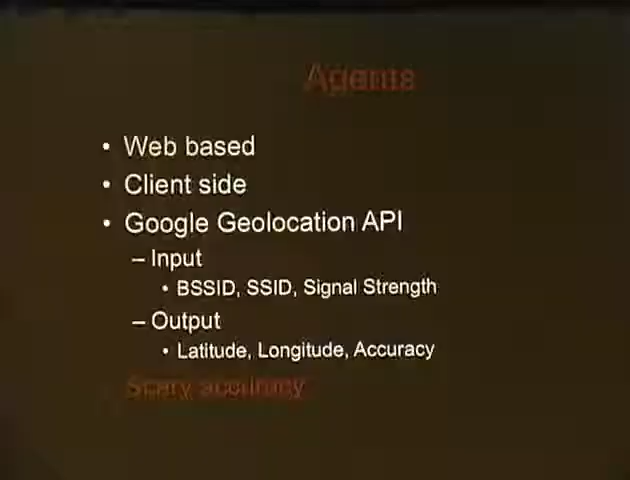 Agents
• Web based
• Client side
• Google Geolocation API
– Input
• BSSID, SSID, Signal Strength
– Output
• Latitude, Longitude, Accuracy
Scary accuracy